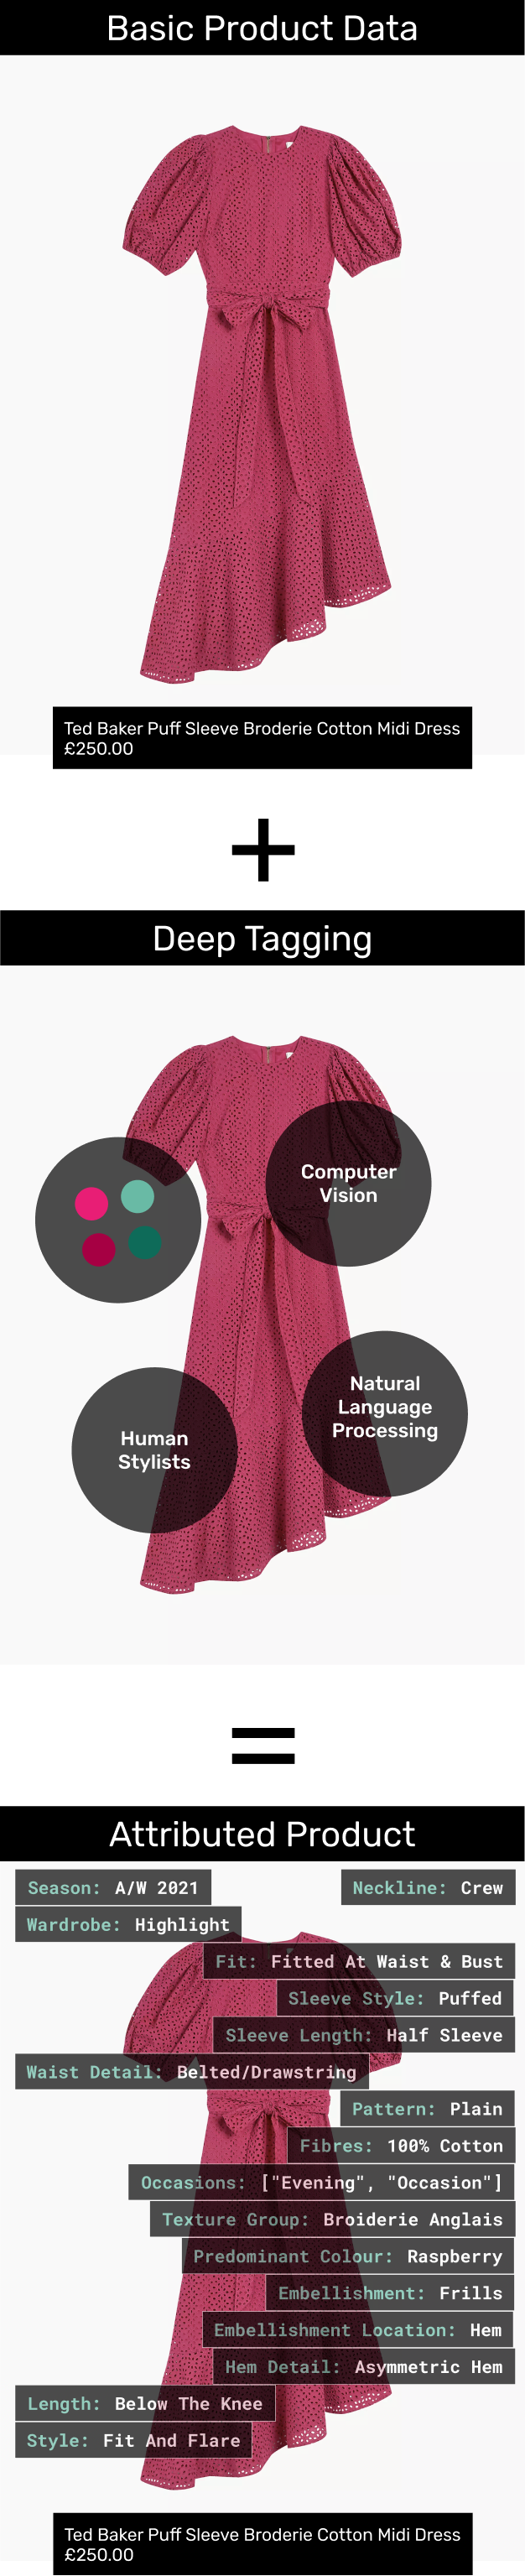 Basic Product Data
Ted Baker Puff Sleeve Broderie Cotton Midi Dress
£250.00
+
Deep Tagging
Computer
Vision
Natural
Language
Processing
Human
Stylists
=
Attributed Product
Season: A/W 2021
Neckline: Crew
Wardrobe: Highlight
Fit: Fitted At Waist & Bust
Sleeve Style: Puffed
Sleeve Length: Half Sleeve
Waist Detail: Belted/Drawstring
Pattern: Plain
Fibres: 100% Cotton
Occasions: ["Evening", "Occasion"]
Texture Group: Broiderie Anglais
Predominant Colour: Raspberry
Embellishment: Frills
Embellishment Location: Hem
Hem Detail: Asymmetric Hem
Length: Below The Knee
Style: Fit And Flare
Ted Baker Puff Sleeve Broderie Cotton Midi Dress
£250.00